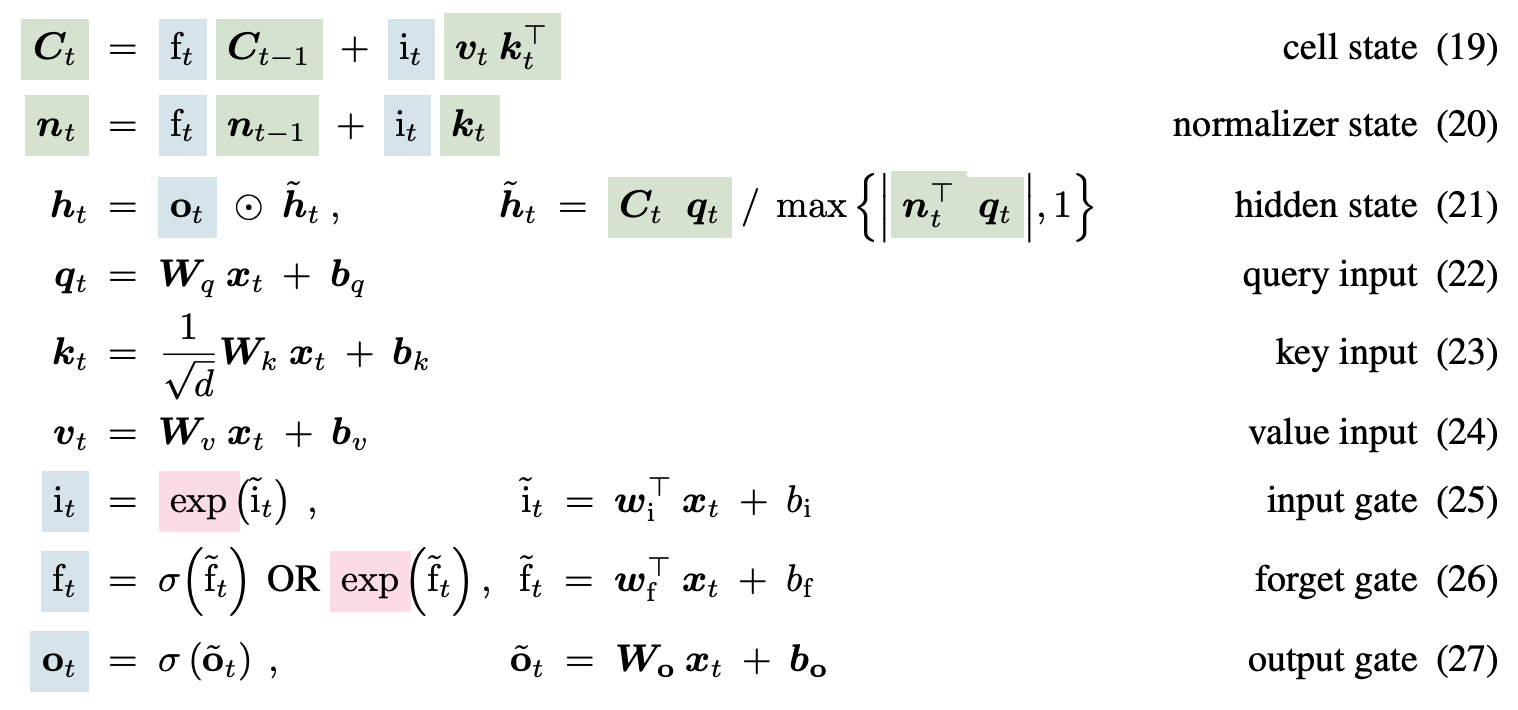 C_t = f_t C_{t−1} + i_t v_t k_t^⊤ cell state (19)
n_t = f_t n_{t−1} + i_t k_t normalizer state (20)
h_t = o_t ⊙ h̃_t , h̃_t = C_t q_t / max{|n_t^⊤ q_t|, 1} hidden state (21)
q_t = W_q x_t + b_q query input (22)
k_t = \frac{1}{\sqrt{d}} W_k x_t + b_k key input (23)
v_t = W_v x_t + b_v value input (24)
i_t = exp(ĩ_t) , ĩ_t = w_i^⊤ x_t + b_i input gate (25)
f_t = σ(f̃_t) OR exp(f̃_t) , f̃_t = w_f^⊤ x_t + b_f forget gate (26)
o_t = σ(õ_t) , õ_t = W_o x_t + b_o output gate (27)